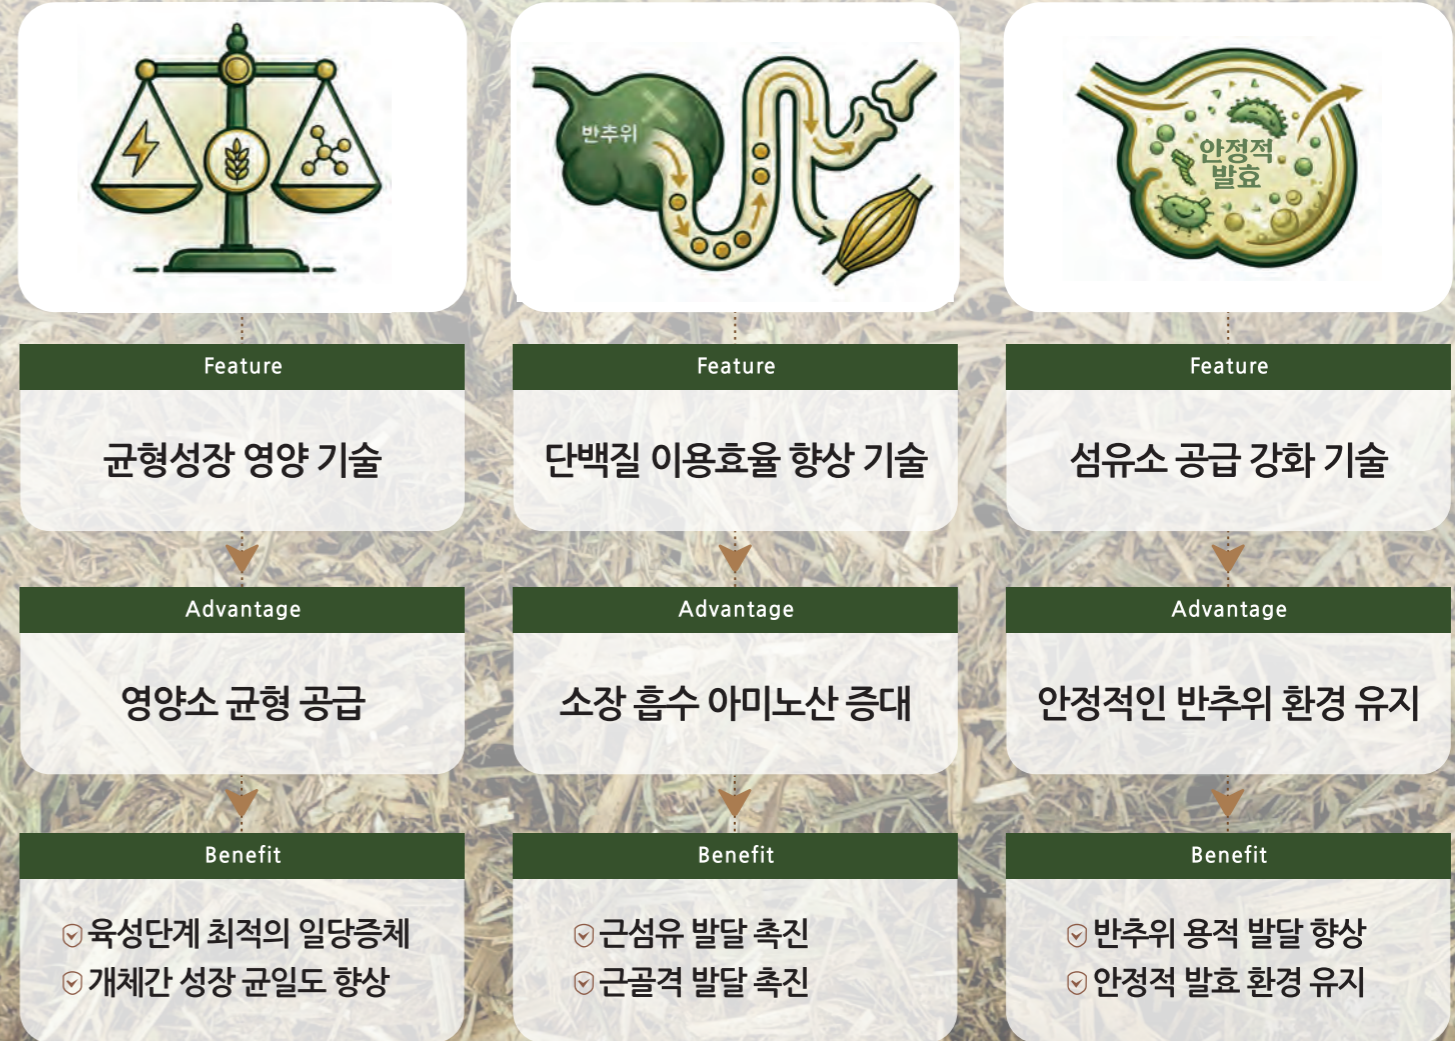 반추위
안정적
발효
Feature
균형성장 영양 기술
Advantage
영양소 균형 공급
Benefit
육성단계 최적의 일당증체
개체간 성장 균일도 향상
Feature
단백질 이용효율 향상 기술
Advantage
소장 흡수 아미노산 증대
Benefit
근섬유 발달 촉진
근골격 발달 촉진
Feature
섬유소 공급 강화 기술
Advantage
안정적인 반추위 환경 유지
Benefit
반추위 용적 발달 향상
안정적 발효 환경 유지